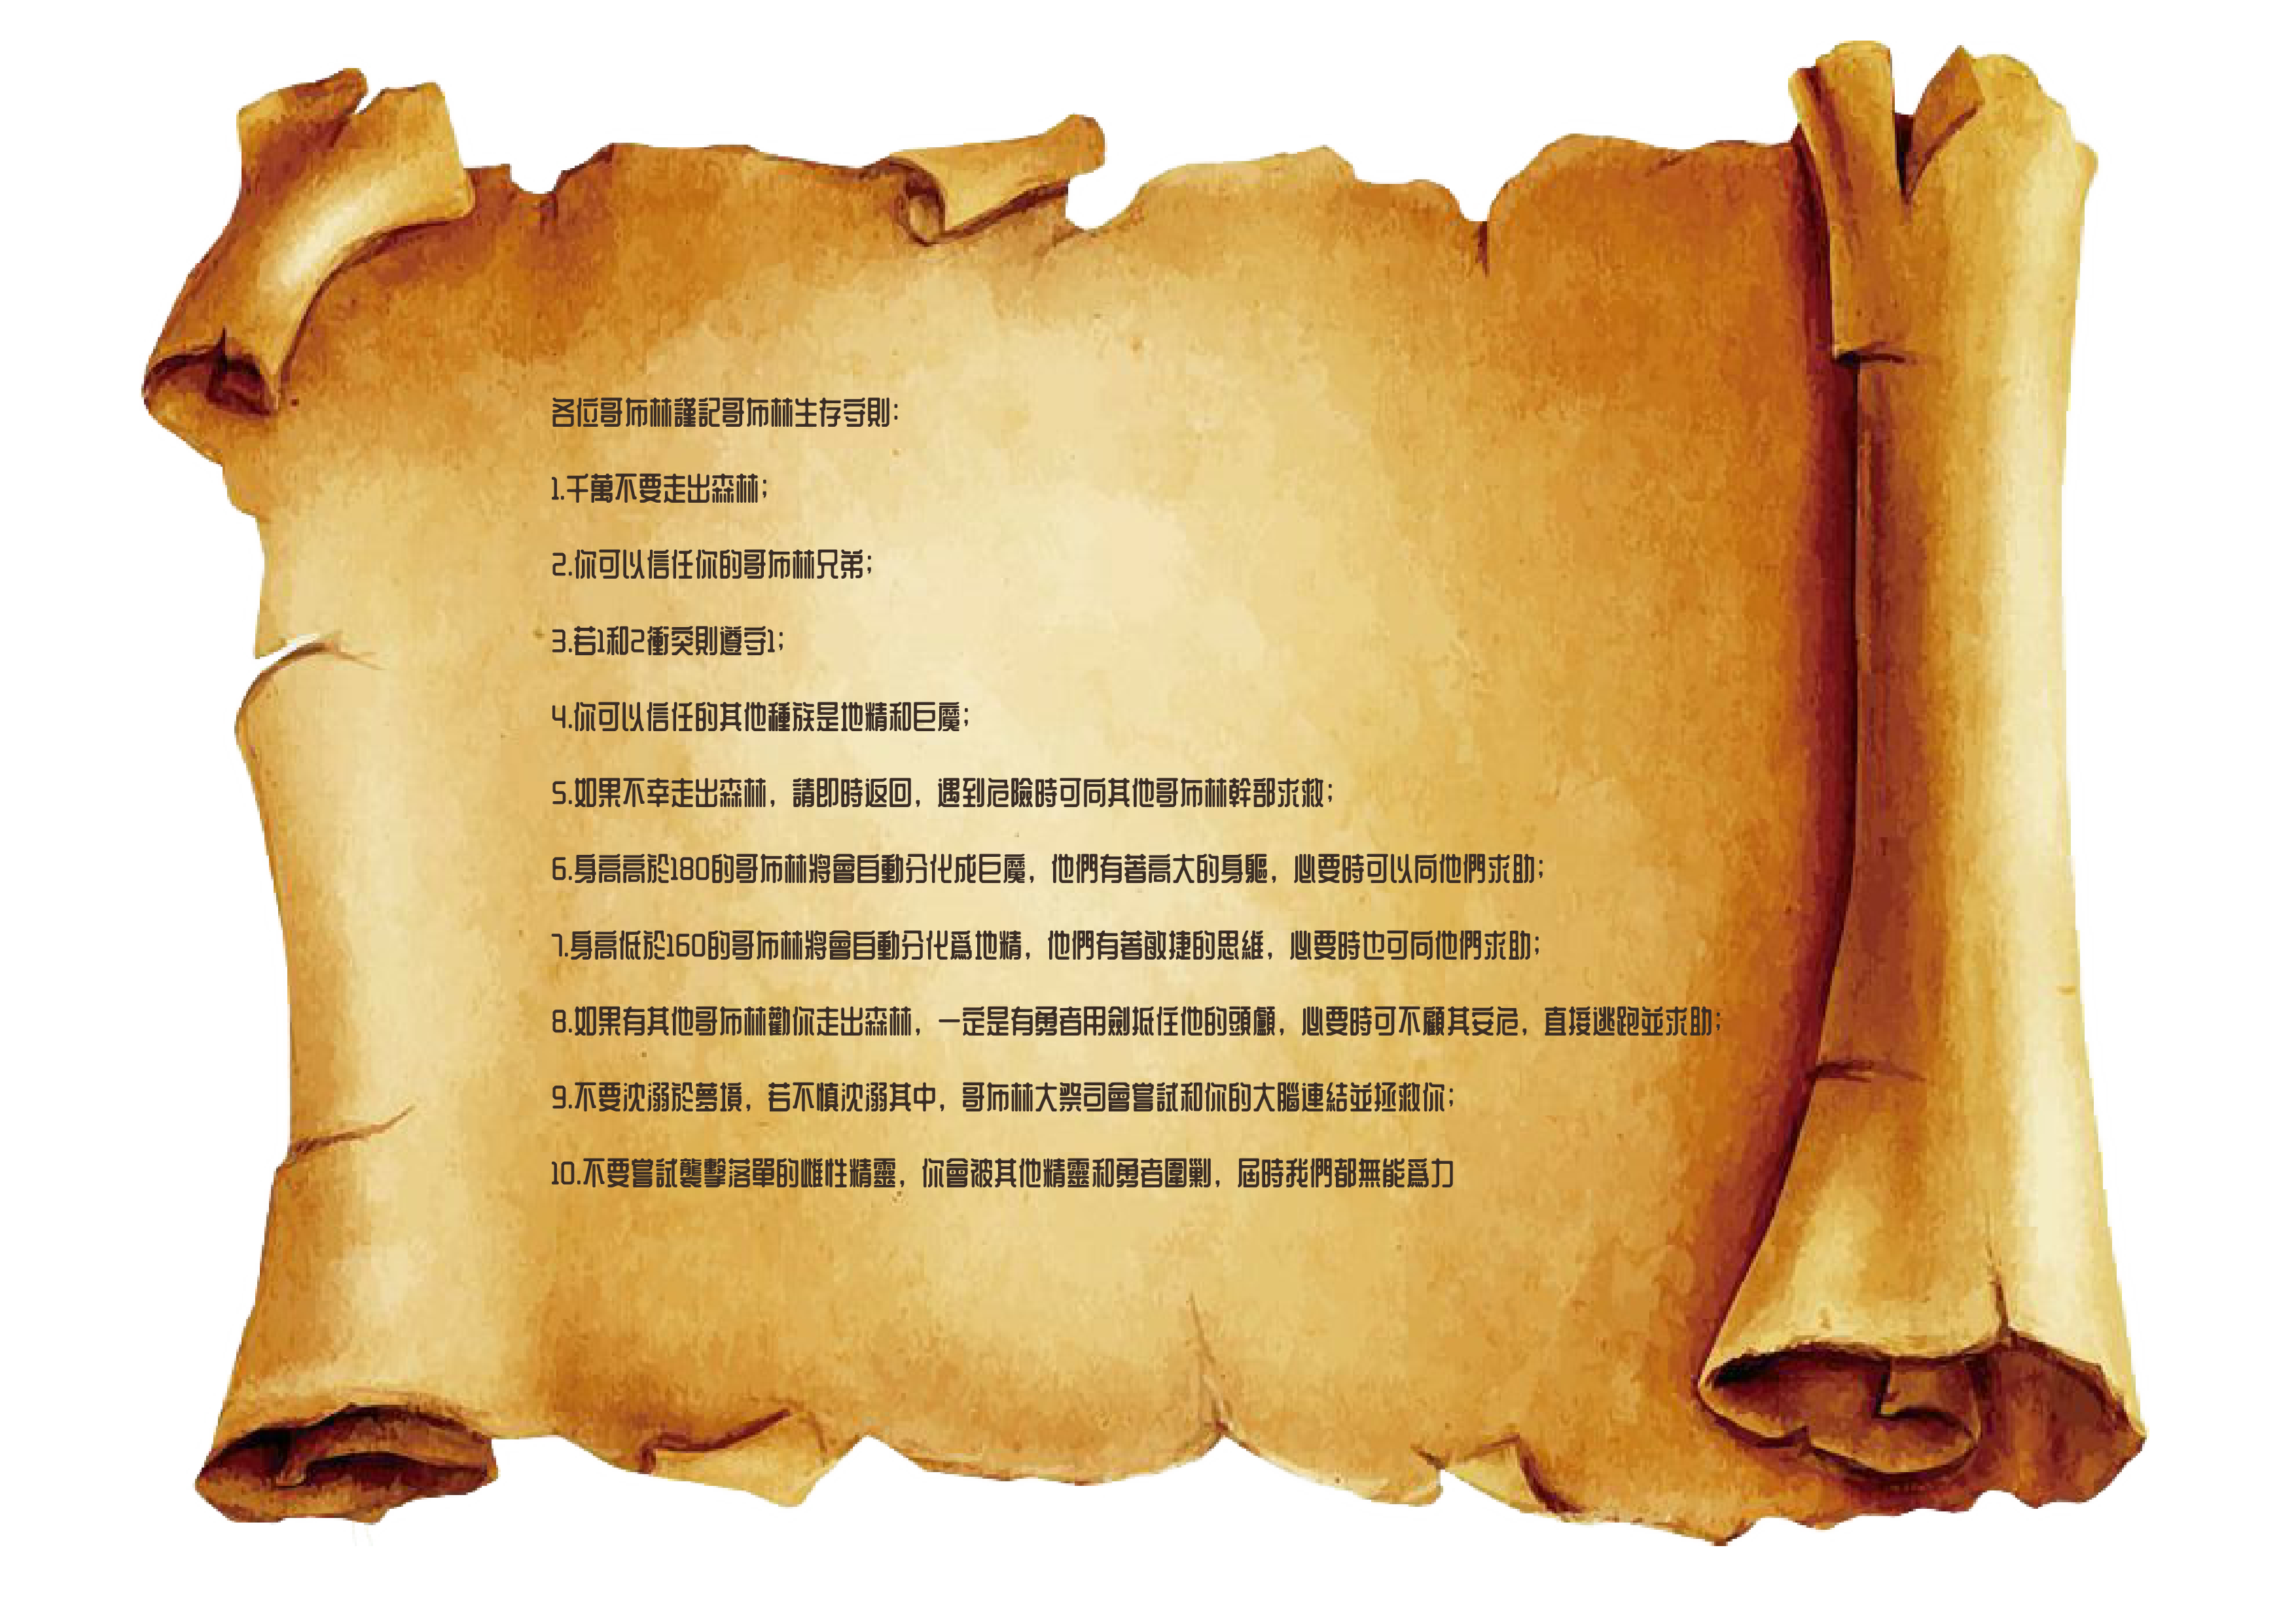 各位哥布林謹記哥布林生存守則：
1.千萬不要走出森林；
2.你可以信任你的哥布林兄弟；
3.若1和2衝突則遵守1；
4.你可以信任的其他種族是地精和巨魔；
5.如果不幸走出森林，請即時返回，遇到危險時可向其他哥布林幹部求救；
6.身高高於180的哥布林將會自動分化成巨魔，他們有著高大的身軀，必要時可以向他們求助；
7.身高低於160的哥布林將會自動分化爲地精，他們有著敏捷的思維，必要時也可向他們求助；
8.如果有其他哥布林勸你走出森林，一定是有勇者用劍抵住他的頭顱，必要時可不顧其安危，直接逃跑並求助；
9.不要沈溺於夢境，若不慎沈溺其中，哥布林大祭司會嘗試和你的大腦連結並拯救你；
10.不要嘗試襲擊落單的雌性精靈，你會被其他精靈和勇者圍剿，屆時我們都無能爲力